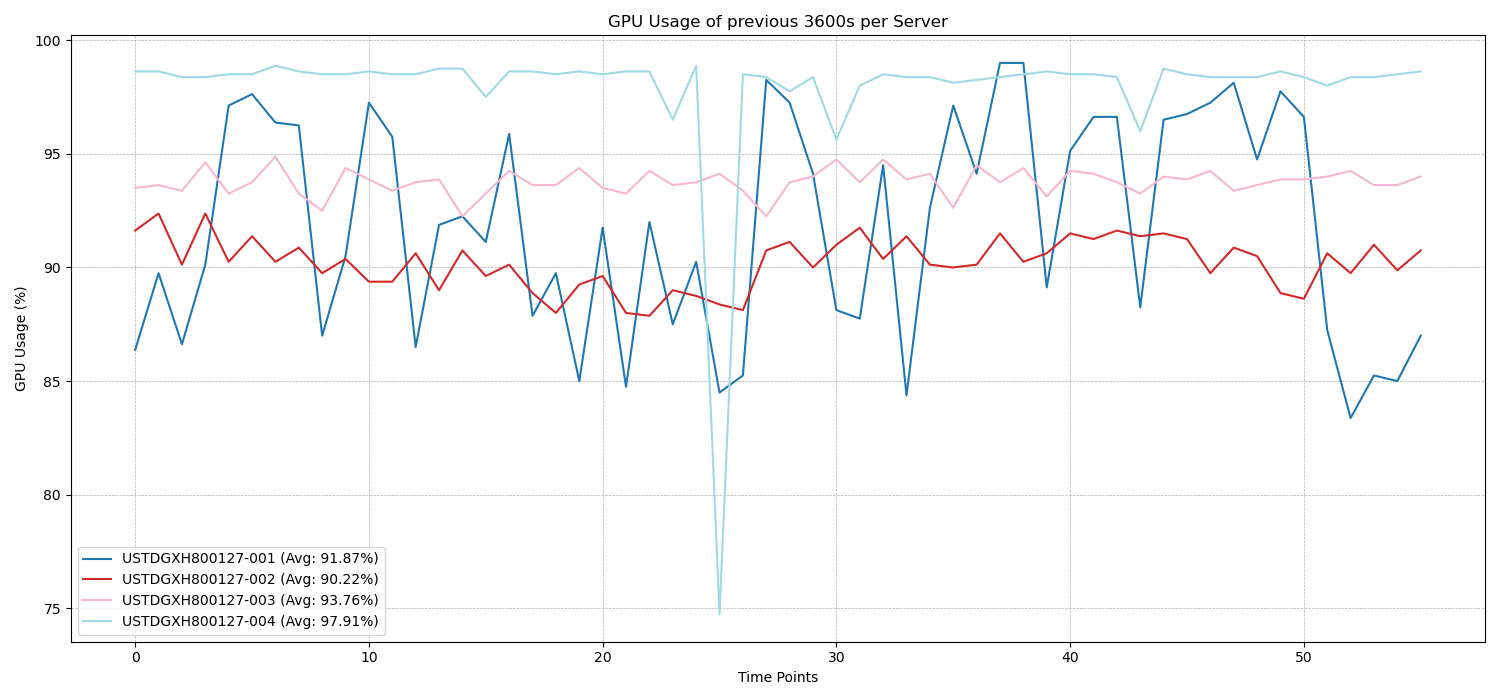 GPU Usage of previous 3600s per Server
100
95
90
85
80
75
GPU Usage (%)
USTDGXH800127-001 (Avg: 91.87%)
USTDGXH800127-002 (Avg: 90.22%)
USTDGXH800127-003 (Avg: 93.76%)
USTDGXH800127-004 (Avg: 97.91%)
0 10 20 30 40 50
Time Points